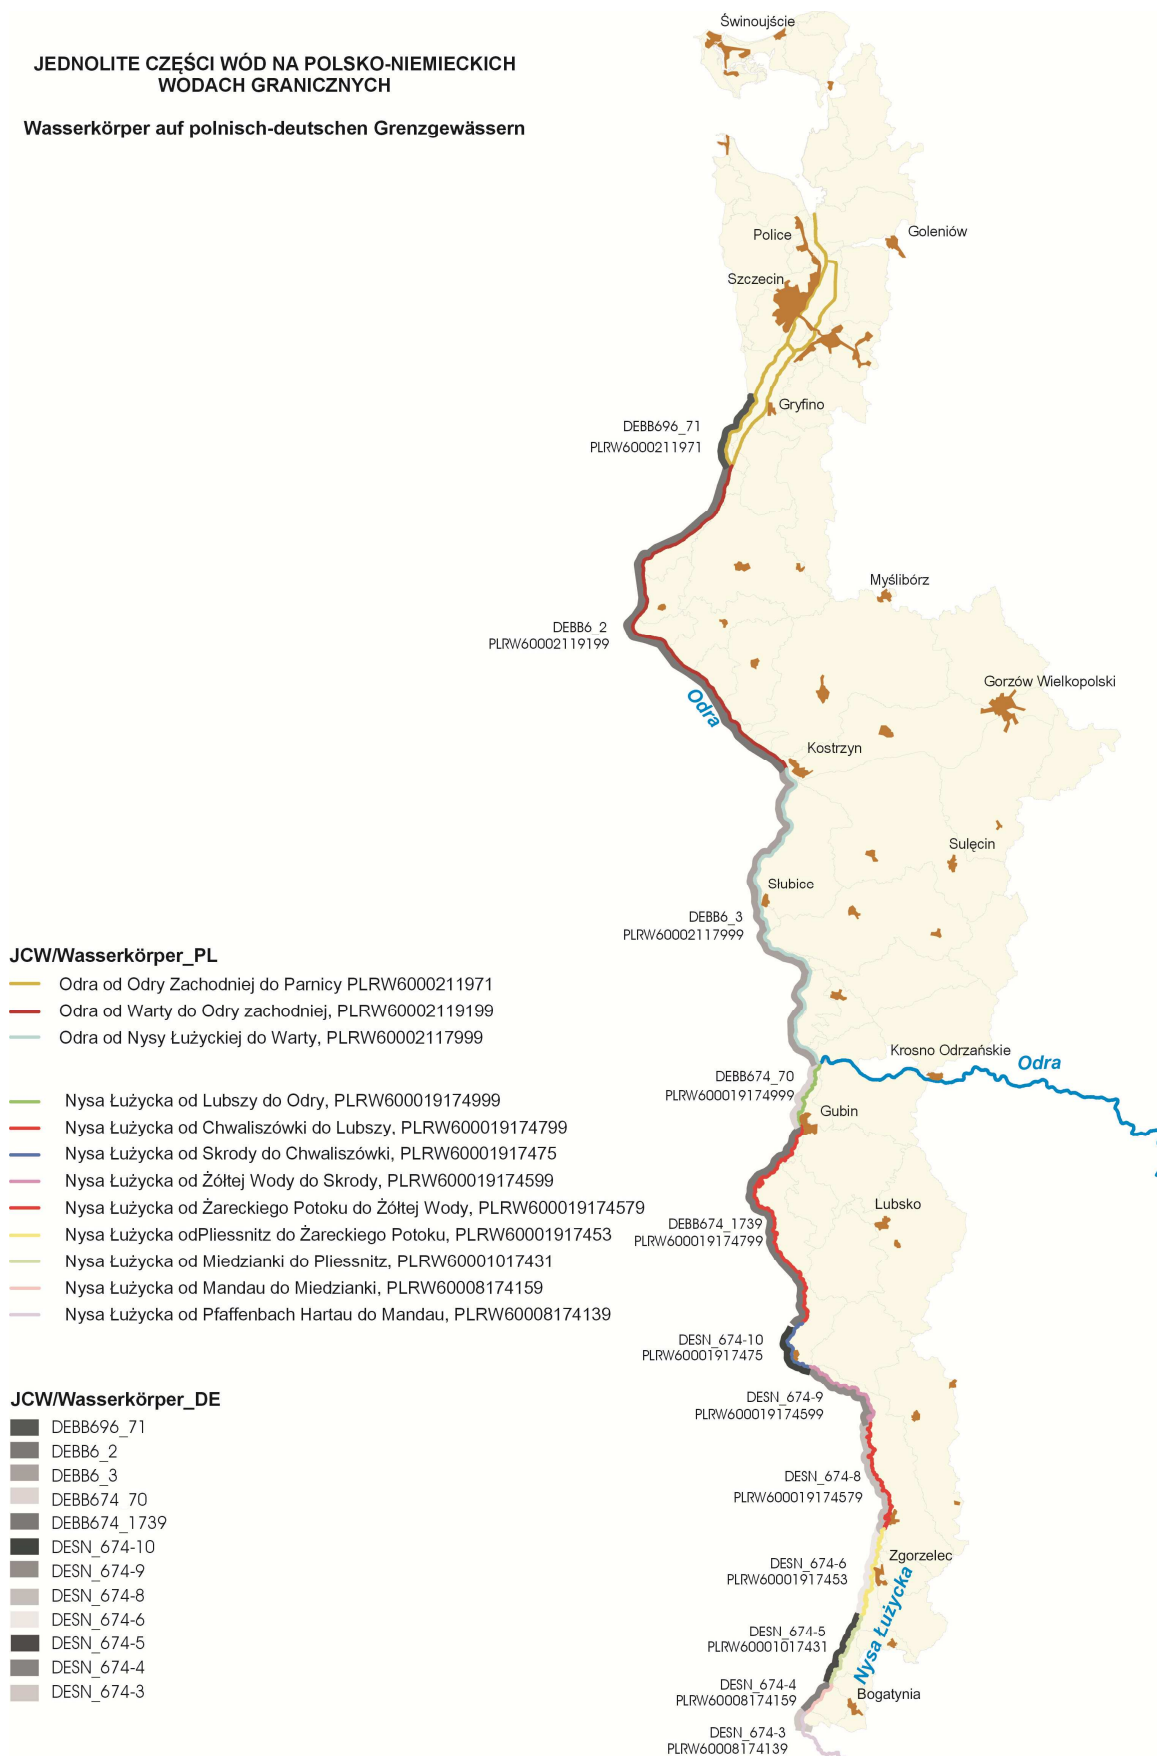 JEDNOLITE CZĘŚCI WÓD NA POLSKO-NIEMIECKICH
WODACH GRANICZNYCH
Wasserkörper auf polnisch-deutschen Grenzgewässern
Świnoujście
Police
Goleniów
Szczecin
Gryfino
DEBB696_71
PLRW6000211971
Myślibórz
DEBB6_2
PLRW60002119199
Gorzów Wielkopolski
Odra
Kostrzyn
Sulęcin
Słubice
DEBB6_3
PLRW60002117999
Krosno Odrzańskie
Odra
DEBB674_70
PLRW600019174999
Gubin
Lubsko
DEBB674_1739
PLRW600019174799
DESN_674-10
PLRW60001917475
DESN_674-9
PLRW600019174599
DESN_674-8
PLRW600019174579
Zgorzelec
DESN_674-6
PLRW60001917453
Nysa Łużycka
DESN_674-5
PLRW60001017431
DESN_674-4
PLRW60008174159
Bogatynia
DESN_674-3
PLRW60008174139
JCW/Wasserkörper_PL
Odra od Odry Zachodniej do Parnicy PLRW6000211971
Odra od Warty do Odry zachodniej, PLRW60002119199
Odra od Nysy Łużyckiej do Warty, PLRW60002117999
Nysa Łużycka od Lubszy do Odry, PLRW600019174999
Nysa Łużycka od Chwaliszówki do Lubszy, PLRW600019174799
Nysa Łużycka od Skrody do Chwaliszówki, PLRW60001917475
Nysa Łużycka od Żółtej Wody do Skrody, PLRW600019174599
Nysa Łużycka od Żareckiego Potoku do Żółtej Wody, PLRW600019174579
Nysa Łużycka odPliessnitz do Żareckiego Potoku, PLRW60001917453
Nysa Łużycka od Miedzianki do Pliessnitz, PLRW60001017431
Nysa Łużycka od Mandau do Miedzianki, PLRW60008174159
Nysa Łużycka od Pfaffenbach Hartau do Mandau, PLRW60008174139
JCW/Wasserkörper_DE
DEBB696_71
DEBB6_2
DEBB6_3
DEBB674_70
DEBB674_1739
DESN_674-10
DESN_674-9
DESN_674-8
DESN_674-6
DESN_674-5
DESN_674-4
DESN_674-3